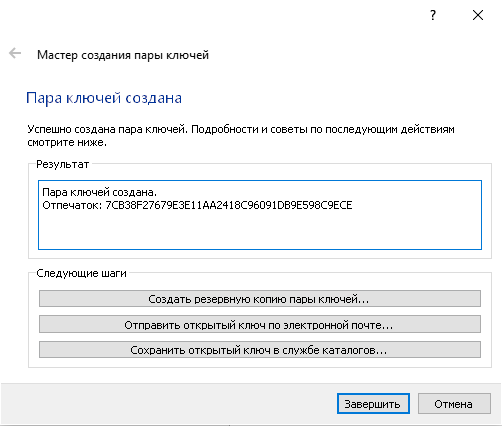 ?
Мастер создания пары ключей
Пара ключей создана
Успешно создана пара ключей. Подробности и советы по последующим действиям
смотрите ниже.
Результат
Пара ключей создана.
Отпечаток: 7CB38F27679E3E11AA2418C96091DB9E598C9ECE
Следующие шаги
Создать резервную копию пары ключей...
Отправить открытый ключ по электронной почте...
Сохранить открытый ключ в службе каталогов...
Завершить
Отмена